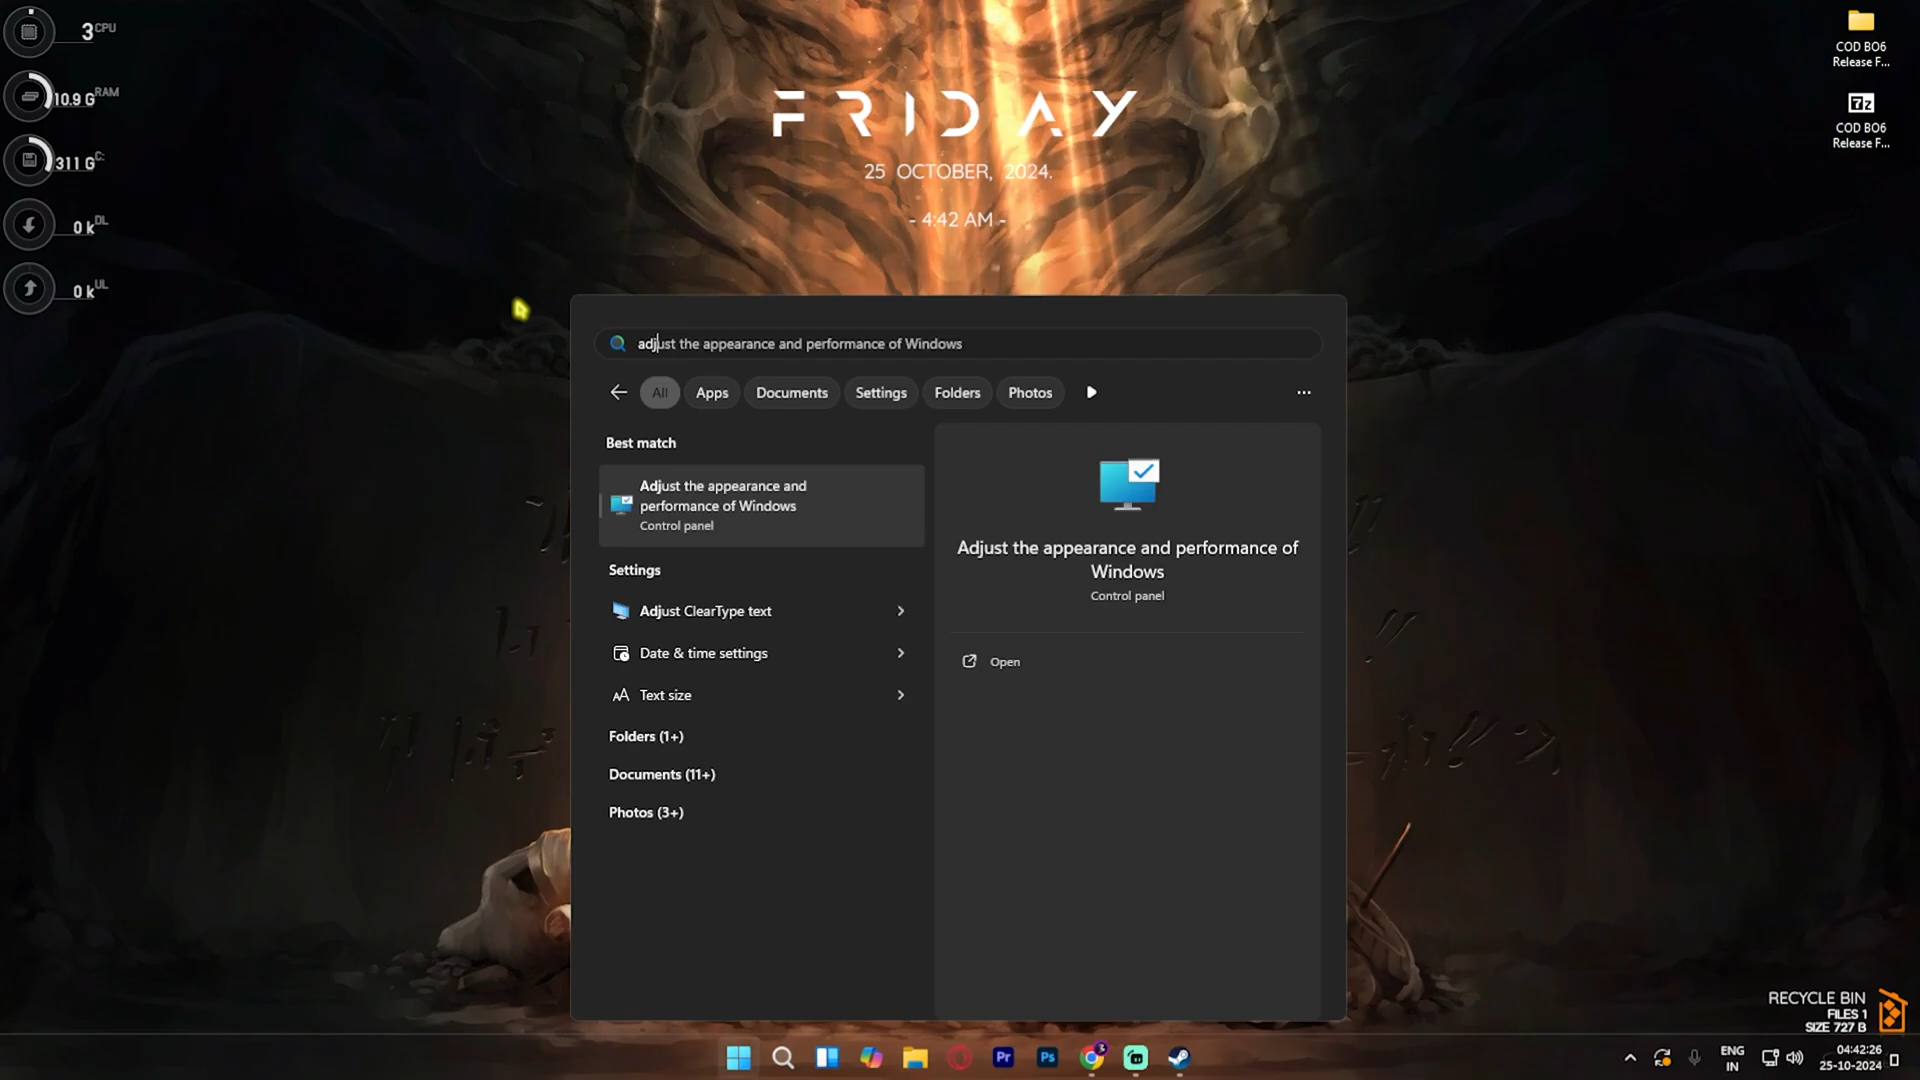 3 CPU
10.9 G RAM
311 G C:
0 k DL
0 k UL
FRIDAY
25 OCTOBER, 2024.
- 4:42 AM -
COD BO6
Release F...
7z
COD BO6
Release F...
adjust the appearance and performance of Windows
All Apps Documents Settings Folders Photos
Best match
Adjust the appearance and
performance of Windows
Control panel
Settings
Adjust ClearType text
Date & time settings
AA Text size
Folders (1+)
Documents (11+)
Photos (3+)
Adjust the appearance and performance of
Windows
Control panel
Open
RECYCLE BIN
FILES 1
SIZE 727 B
Pr
Ps
3
ENG
IN
04:42:26
25-10-2024